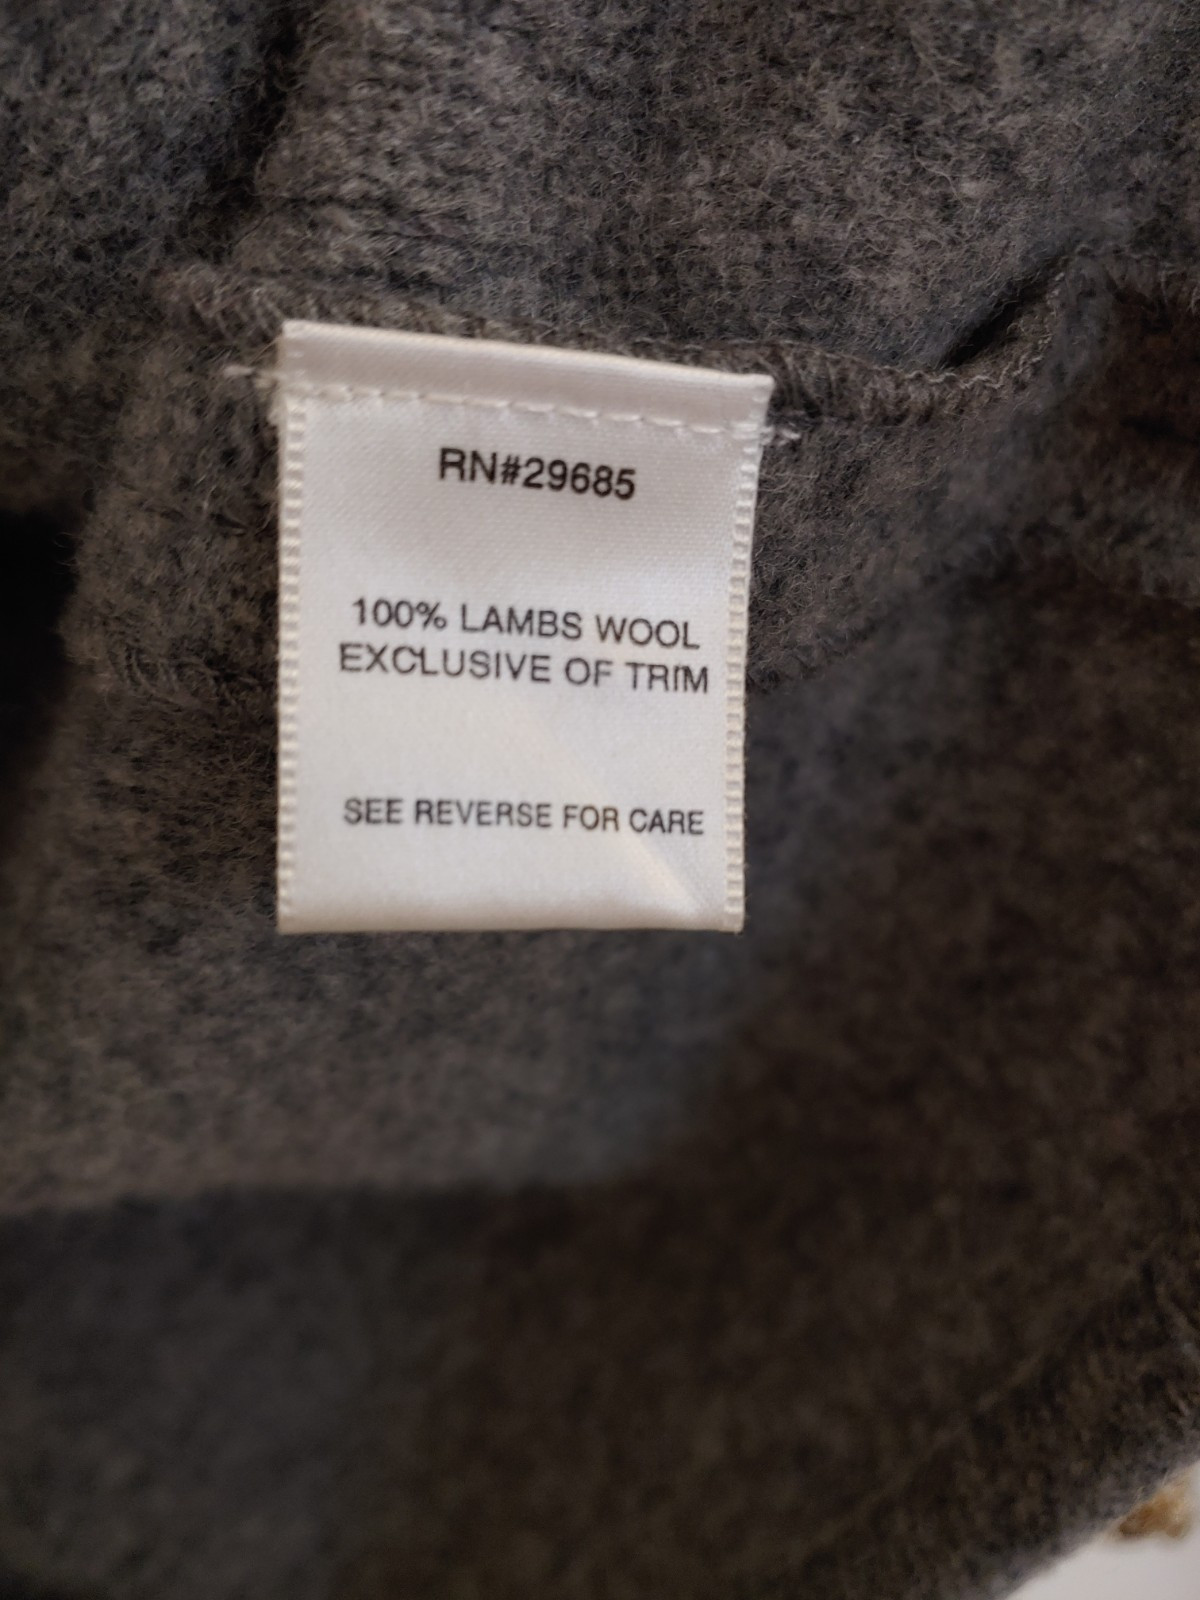 RN#29685
100% LAMBS WOOL
EXCLUSIVE OF TRIM
SEE REVERSE FOR CARE